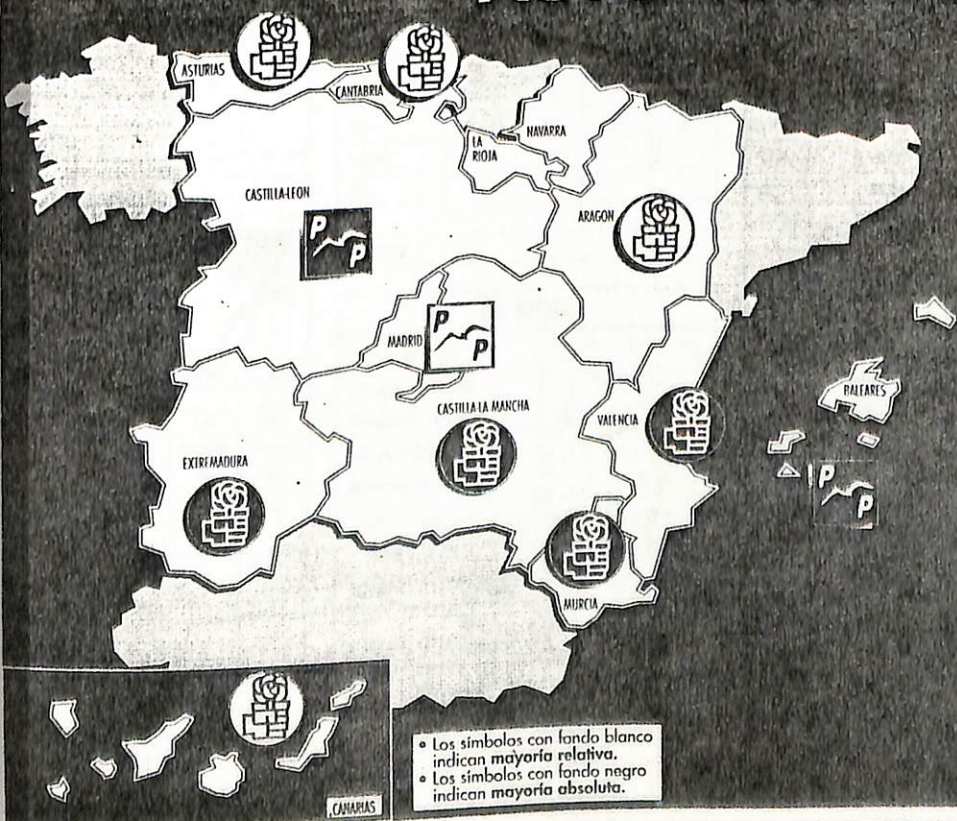 ASTURIAS
CANTABRIA
LA
RIOJA
NAVARRA
CASTILLA-LEON
P
P
ARAGON
MADRID
P
P
CASTILLA-LA MANCHA
VALENCIA
BALEARES
P
P
EXTREMADURA
MURCIA
CANARIAS
• Los símbolos con fondo blanco
indican mayoría relativa.
• Los símbolos con fondo negro
indican mayoría absoluta.